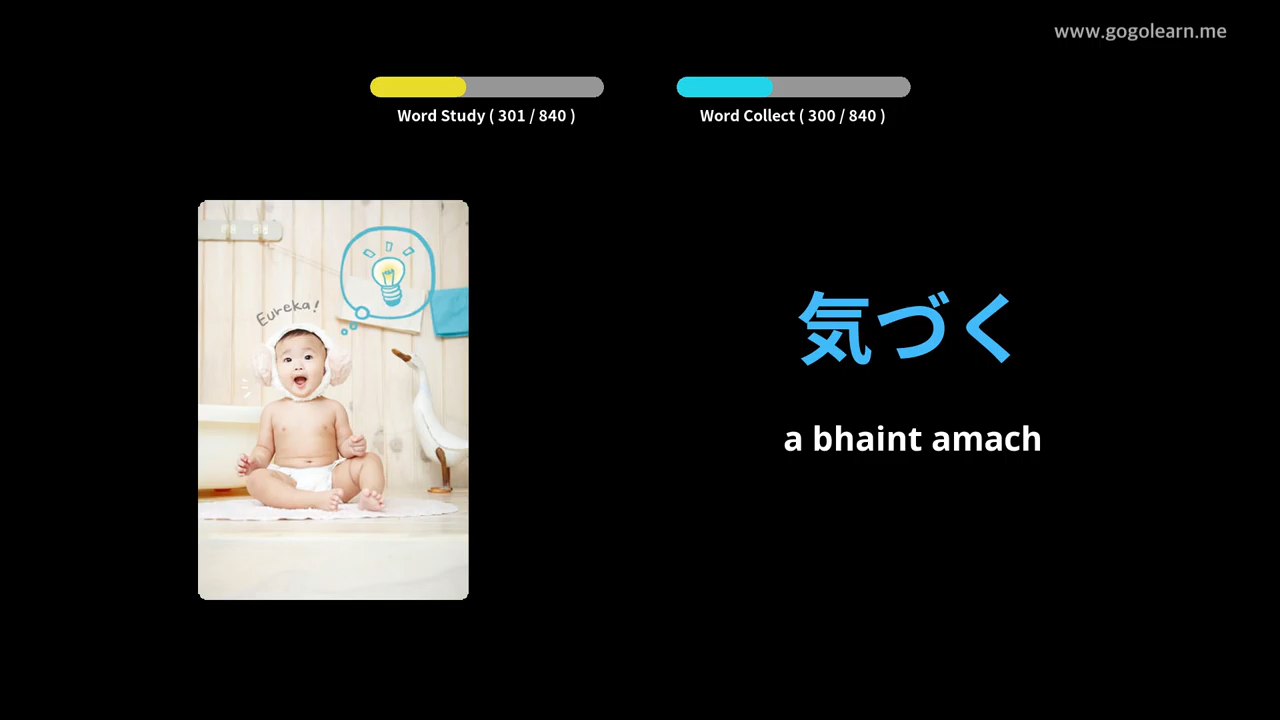 www.gogolearn.me
Word Study ( 301 / 840 )
Word Collect ( 300 / 840 )
Eureka!
気づく
a bhaint amach